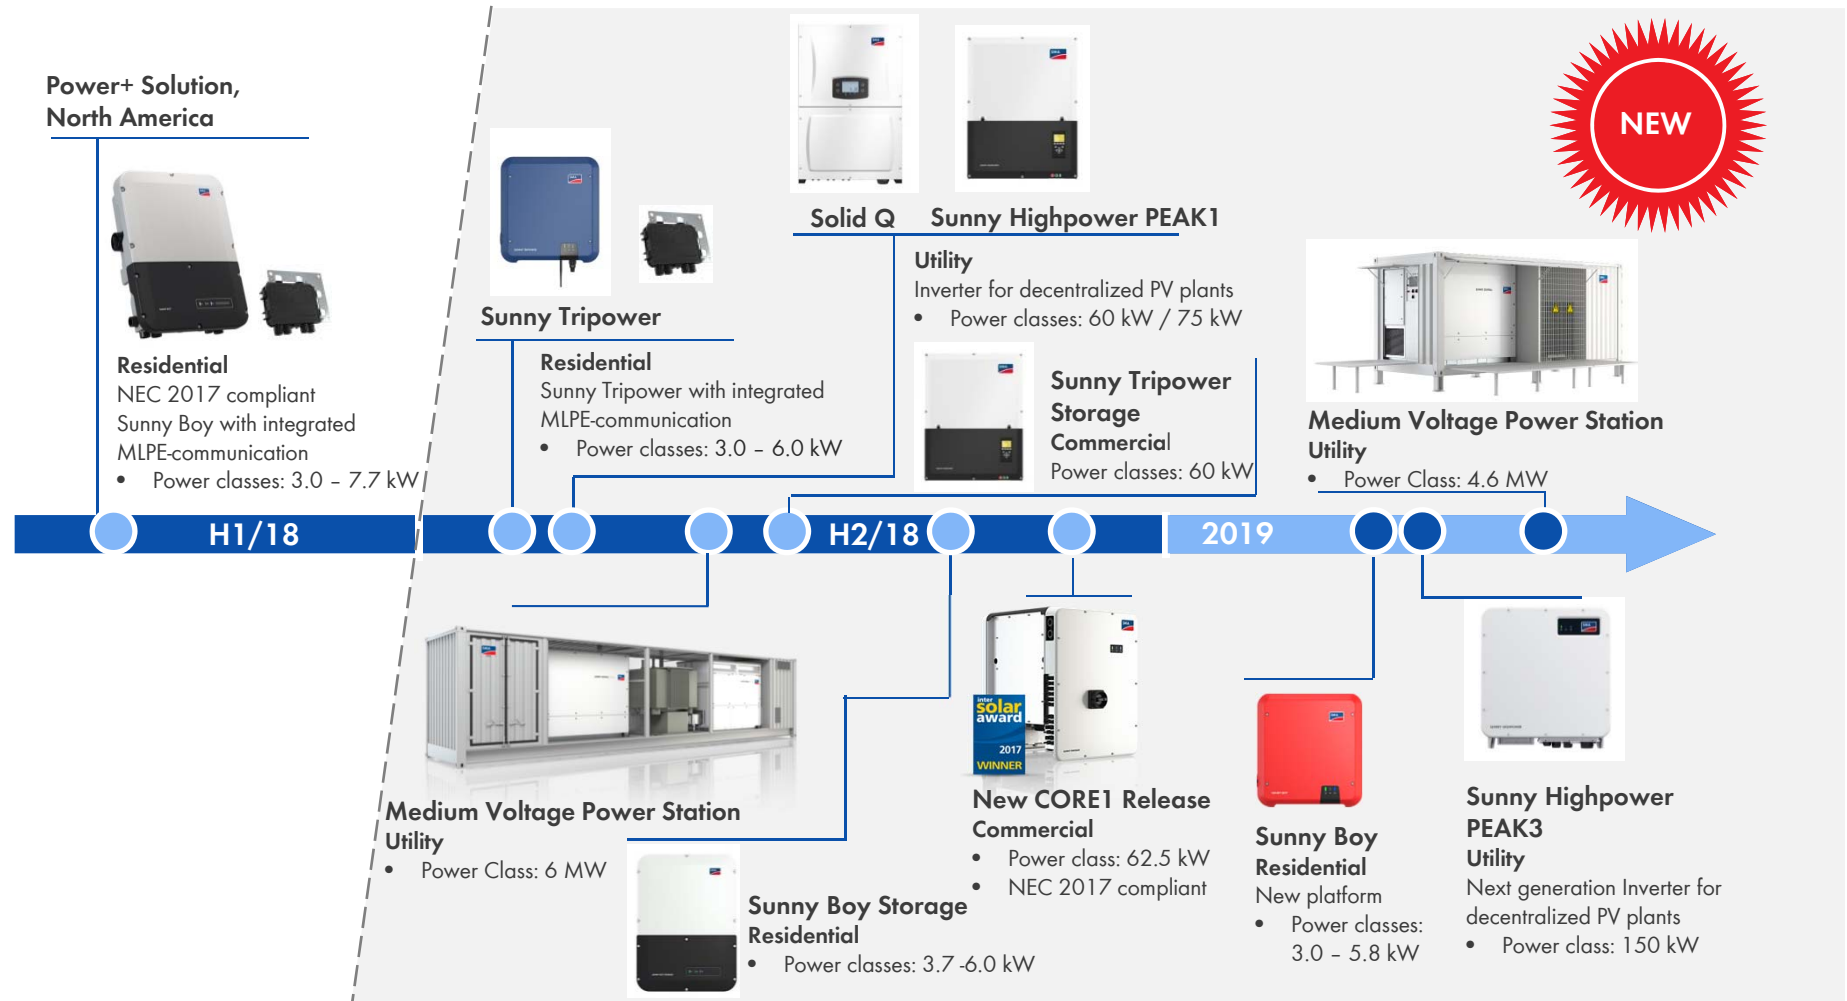 Power+ Solution,
North America
Residential
NEC 2017 compliant
Sunny Boy with integrated
MLPE-communication
• Power classes: 3.0 – 7.7 kW
Sunny Tripower
Residential
Sunny Tripower with integrated
MLPE-communication
• Power classes: 3.0 – 6.0 kW
Solid Q
Sunny Highpower PEAK1
Utility
Inverter for decentralized PV plants
• Power classes: 60 kW / 75 kW
Sunny Tripower
Storage
Commercial
Power classes: 60 kW
NEW
Medium Voltage Power Station
Utility
• Power Class: 4.6 MW
H1/18
H2/18
2019
Medium Voltage Power Station
Utility
• Power Class: 6 MW
Sunny Boy Storage
Residential
• Power classes: 3.7 -6.0 kW
inter
solar
award
2017
WINNER
New CORE1 Release
Commercial
• Power class: 62.5 kW
• NEC 2017 compliant
Sunny Boy
Residential
New platform
• Power classes:
3.0 – 5.8 kW
Sunny Highpower
PEAK3
Utility
Next generation Inverter for
decentralized PV plants
• Power class: 150 kW